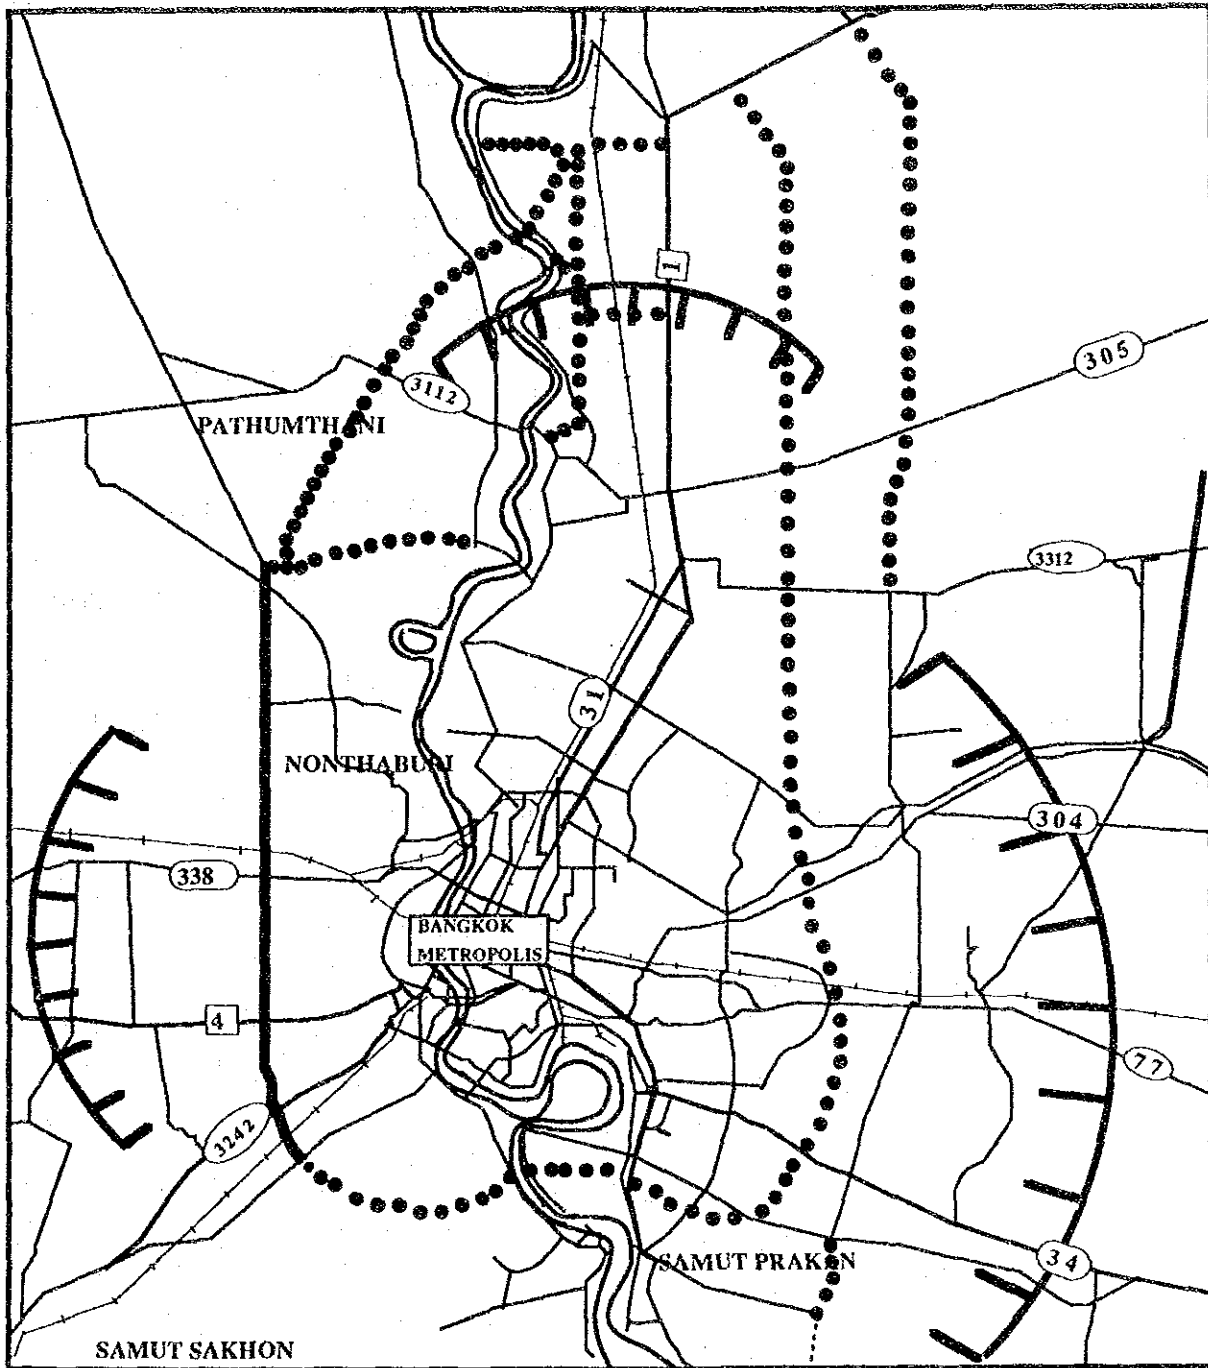 1
305
3112
PATHUMTHANI
3312
31
NONTHABURI
304
338
BANGKOK
METROPOLIS
4
77
3242
34
SAMUT PRAKAN
SAMUT SAKHON